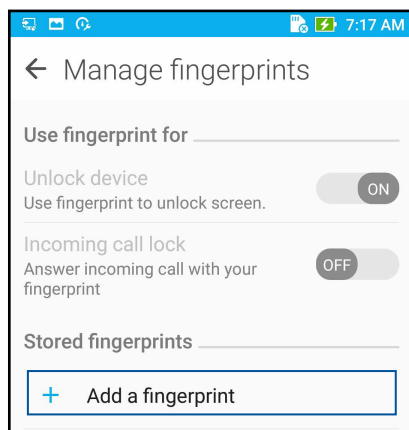 7:17 AM
Manage fingerprints
Use fingerprint for
Unlock device
Use fingerprint to unlock screen.
ON
Incoming call lock
Answer incoming call with your
fingerprint
OFF
Stored fingerprints
+ Add a fingerprint